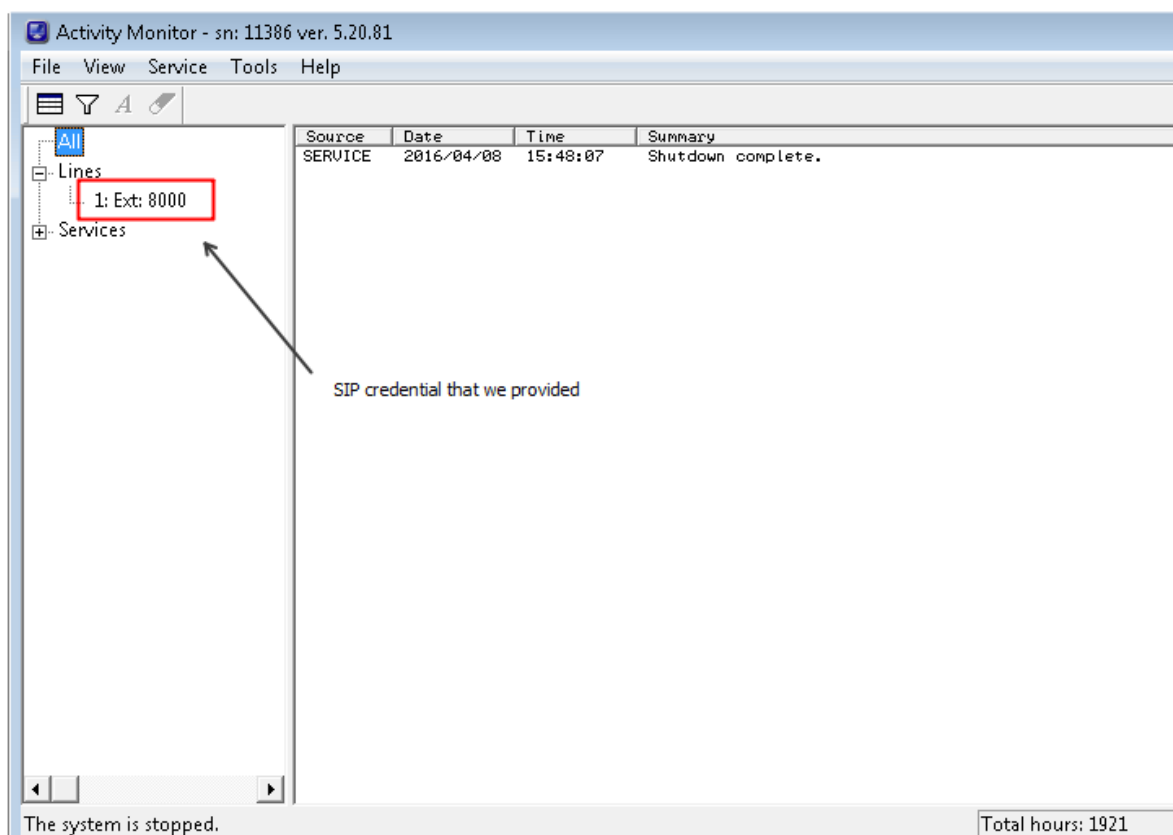 Activity Monitor - sn: 11386 ver. 5.20.81
File View Service Tools Help
A
All
Lines
1: Ext: 8000
Services
Source Date Time Summary
SERVICE 2016/04/08 15:48:07 Shutdown complete.
SIP credential that we provided
The system is stopped. Total hours: 1921